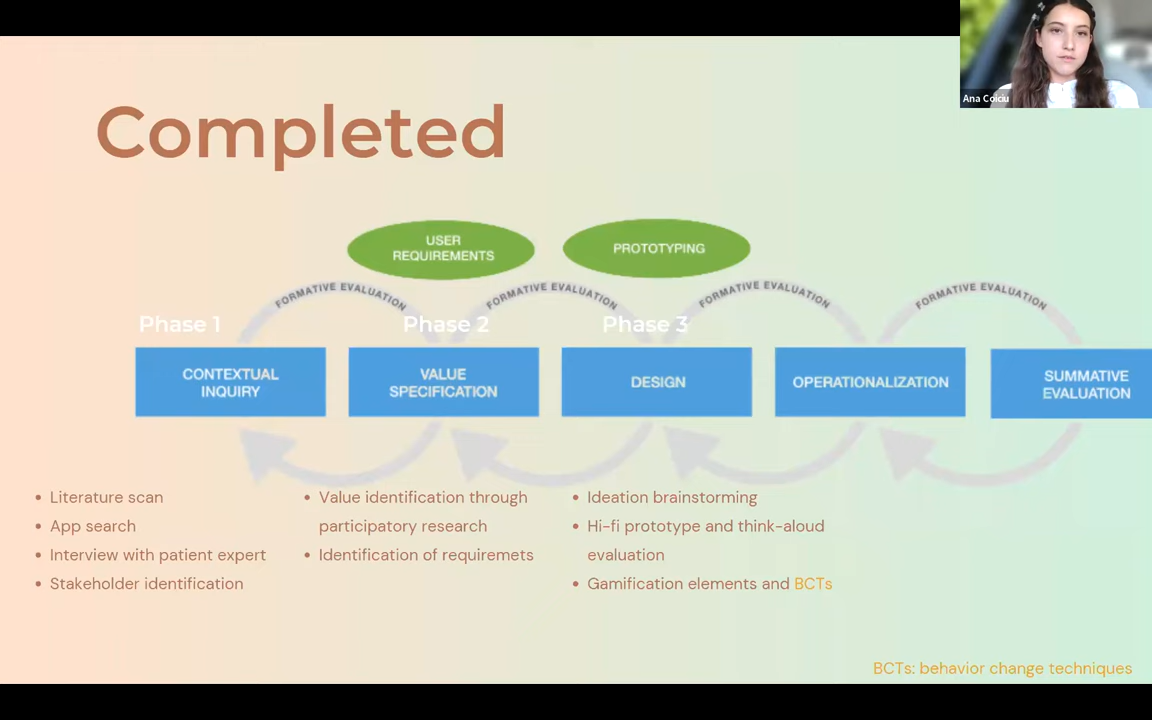 Ana Coiciu
Completed
USER
REQUIREMENTS
PROTOTYPING
FORMATIVE EVALUATION
FORMATIVE EVALUATION
FORMATIVE EVALUATION
FORMATIVE EVALUATION
Phase 1
Phase 2
Phase 3
CONTEXTUAL
INQUIRY
VALUE
SPECIFICATION
DESIGN
OPERATIONALIZATION
SUMMATIVE
EVALUATION
• Literature scan
• App search
• Interview with patient expert
• Stakeholder identification
• Value identification through
participatory research
• Identification of requiremets
• Ideation brainstorming
• Hi-fi prototype and think-aloud
evaluation
• Gamification elements and BCTs
BCTs: behavior change techniques